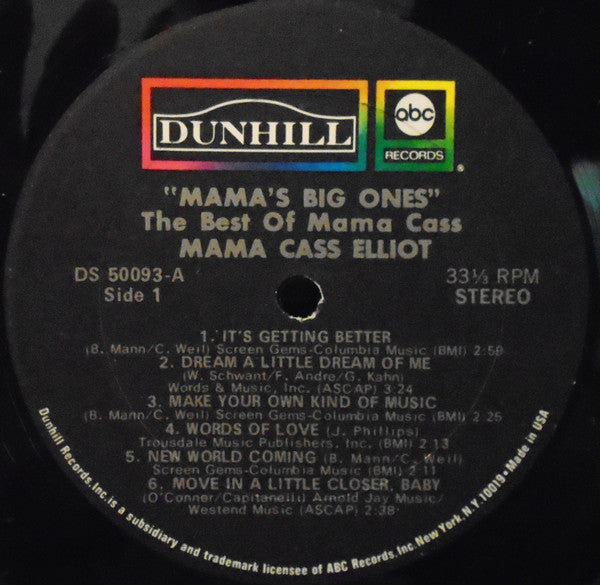 DUNHILL
abc
RECORDS
®
"MAMA'S BIG ONES"
The Best Of Mama Cass
MAMA CASS ELLIOT
DS 50093-A
Side 1
33⅓ RPM
STEREO
1. IT'S GETTING BETTER
(B. Mann/C. Weil) Screen Gems-Columbia Music (BMI) 2:59
2. DREAM A LITTLE DREAM OF ME
(W. Schwant/F. Andre/G. Kahn)
Words & Music, Inc. (ASCAP) 3:24
3. MAKE YOUR OWN KIND OF MUSIC
(B. Mann/C. Weil) Screen Gems-Columbia Music (BMI) 2:25
4. WORDS OF LOVE (J. Phillips)
Trousdale Music Publishers, Inc. (BMI) 2:13
5. NEW WORLD COMING (B. Mann/C. Weil)
Screen Gems-Columbia Music (BMI) 2:11
6. MOVE IN A LITTLE CLOSER, BABY
(O'Conner/Capitanelli) Arnold Jay Music/
Westend Music (ASCAP) 2:38
Dunhill Records, Inc. is a subsidiary and trademark licensee of ABC Records, Inc. New York, N.Y. 10019 • Made in USA